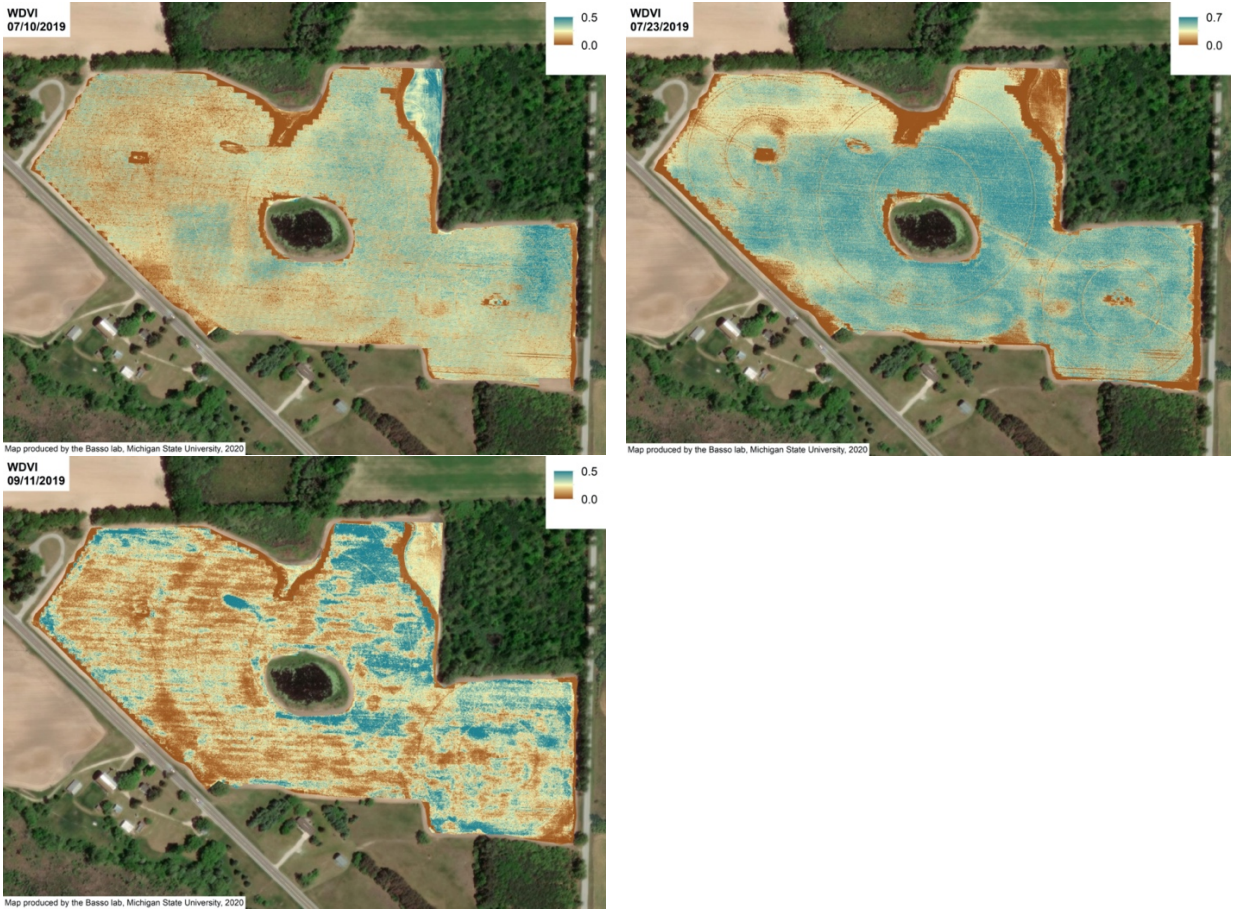 WDVI
07/10/2019
0.5
0.0
Map produced by the Basso lab, Michigan State University, 2020
WDVI
07/23/2019
0.7
0.0
Map produced by the Basso lab, Michigan State University, 2020
WDVI
09/11/2019
0.5
0.0
Map produced by the Basso lab, Michigan State University, 2020